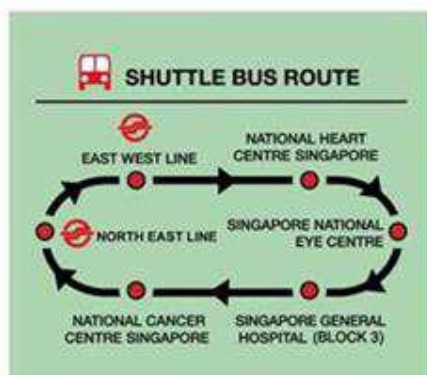 SHUTTLE BUS ROUTE
EAST WEST LINE
NATIONAL HEART
CENTRE SINGAPORE
NORTH EAST LINE
SINGAPORE NATIONAL
EYE CENTRE
NATIONAL CANCER
CENTRE SINGAPORE
SINGAPORE GENERAL
HOSPITAL (BLOCK 3)